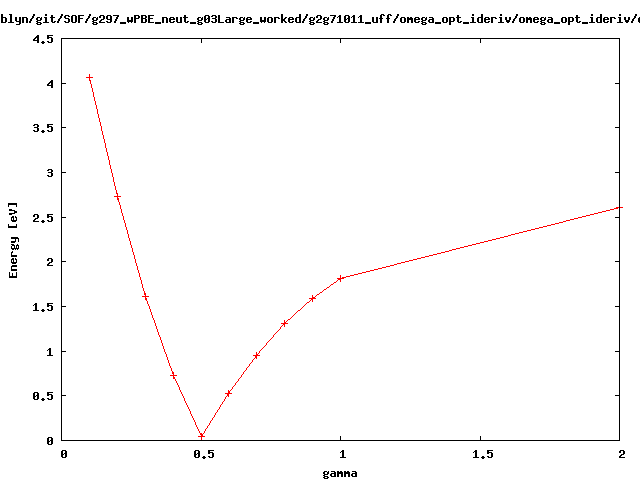 blyn/git/SOF/g297_wPBE_neut_g03Large_worked/g2g71011_uff/omega_opt_ideriv/omega_opt_ideriv/
4.5
4
3.5
3
2.5
2
1.5
1
0.5
0
Energy [eV]
0 0.5 1 1.5 2
gamma